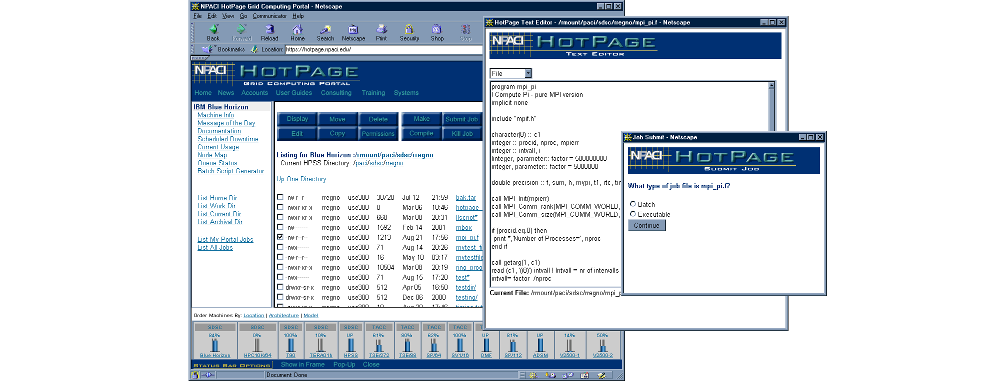 NPACI HotPage Grid Computing Portal - Netscape
File Edit View Go Communicator Help
Back Forward Reload Home Search Netscape Print Security Shop Stop
Bookmarks Location: https://hotpage.npaci.edu/
NPACI HOTPAGE
GRID COMPUTING PORTAL
Home News Accounts User Guides Consulting Training Systems
IBM Blue Horizon
Machine Info
Message of the Day
Documentation
Scheduled Downtime
Current Usage
Node Map
Queue Status
Batch Script Generator
List Home Dir
List Work Dir
List Current Dir
List Archival Dir
List My Portal Jobs
List All Jobs
Display Move Delete Make Submit Job
Edit Copy Permissions Compile Kill Job
Listing for Blue Horizon :/rmount/paci/sdsc/rregno
Current HPSS Directory: /paci/sdsc/rregno
Up One Directory
-rw-r--r-- rregno use300 30720 Jul 12 21:59 bak.tar
-rwxr-xr-x rregno use300 0 Mar 06 18:46 hotpage_
-rwxr-xr-x rregno use300 668 Mar 08 20:31 llscript*
-rw------- rregno use300 1592 Feb 14 2001 mbox
-rw-r--r-- rregno use300 1213 Aug 21 17:56 mpi_pi.f
-rwx------ rregno use300 71 Aug 14 20:26 mytest_fi
-rw-r--r-- rregno use300 16 May 10 03:17 mytestfile
-rwxr-xr-x rregno use300 10504 Mar 08 20:19 ring_prog
-rwx------ rregno use300 71 Aug 15 17:20 test*
drwxr-sr-x rregno use300 512 Apr 05 16:50 testdir/
drwxr-sr-x rregno use300 512 Dec 06 2000 testing/
-rwxr-xr-x rregno use300 10 Aug 20 17:46 timing.txt
Order Machines By: Location | Architecture | Model
SDSC SDSC SDSC SDSC SDSC TACC TACC TACC TACC
84% 0% 100% 10% UP 61% 80% 62% 100% UP 81% UP 14% 50%
Blue Horizon HPC10K/64 T90 TERA01h HPSS T3E/272 T3E/88 SP/64 SV1/16 DMF SP/112 ADSM V2500-1 V2500-2
STATUS BAR OPTIONS Show in Frame Pop-Up Close
Document: Done
HotPage Text Editor - /rmount/paci/sdsc/rregno/mpi_pi.f - Netscape
NPACI HOTPAGE
TEXT EDITOR
File
program mpi_pi
! Compute Pi - pure MPI version
implicit none
include "mpif.h"
character(8) :: c1
integer :: procid, nproc, mpierr
integer :: intvall, i
!integer, parameter:: factor = 500000000
integer, parameter:: factor = 5000000
double precision :: f, sum, h, mypi, t1, rtc, tim
call MPI_Init(mpierr)
call MPI_Comm_rank(MPI_COMM_WORLD,
call MPI_Comm_size(MPI_COMM_WORLD,
if (procid.eq.0) then
print *,'Number of Processes=', nproc
end if
call getarg(1, c1)
read (c1, '(i8)') intvall ! Intvall = nr of intervalls
intvall= factor /nproc
Current File: /rmount/paci/sdsc/rregno/mpi_p
Job Submit - Netscape
NPACI HOTPAGE
SUBMIT JOB
What type of job file is mpi_pi.f?
Batch
Executable
Continue